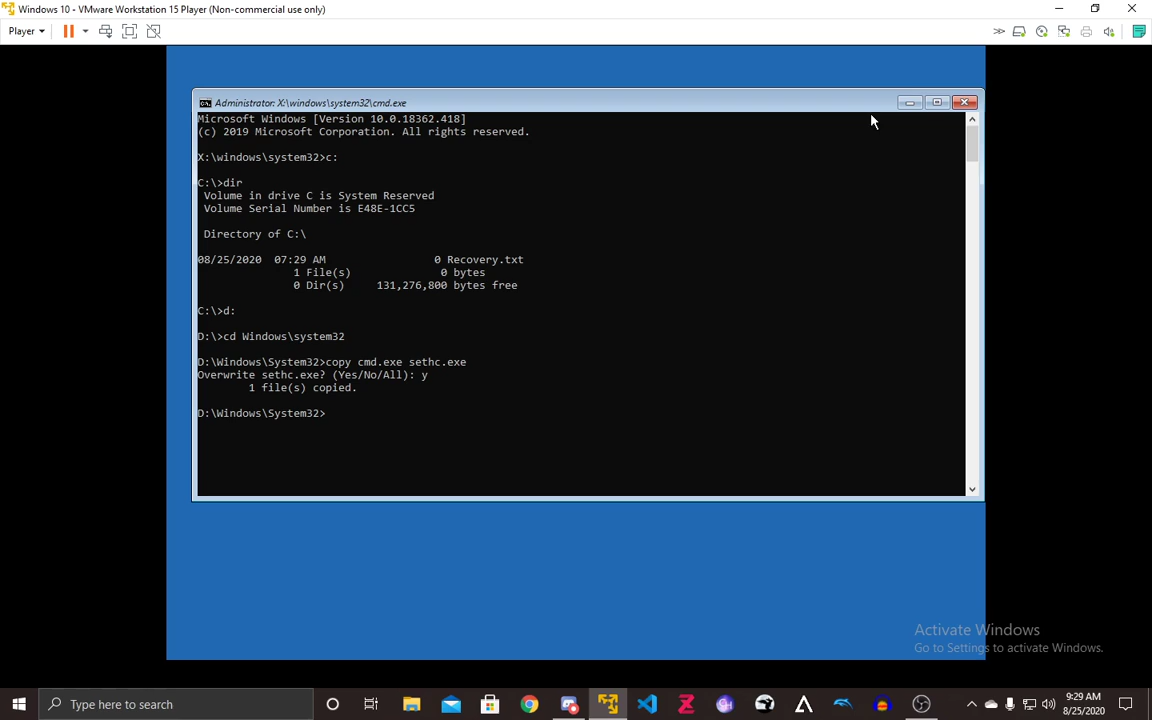 Windows 10 - VMware Workstation 15 Player (Non-commercial use only)
Player
Administrator: X:\windows\system32\cmd.exe
Microsoft Windows [Version 10.0.18362.418]
(c) 2019 Microsoft Corporation. All rights reserved.
X:\windows\system32>c:
C:\>dir
Volume in drive C is System Reserved
Volume Serial Number is E48E-1CC5
Directory of C:\
08/25/2020  07:29 AM                 0 Recovery.txt
1 File(s)              0 bytes
0 Dir(s)    131,276,800 bytes free
C:\>d:
D:\>cd Windows\system32
D:\Windows\System32>copy cmd.exe sethc.exe
Overwrite sethc.exe? (Yes/No/All): y
1 file(s) copied.
D:\Windows\System32>
Activate Windows
Go to Settings to activate Windows.
Type here to search
9:29 AM
8/25/2020